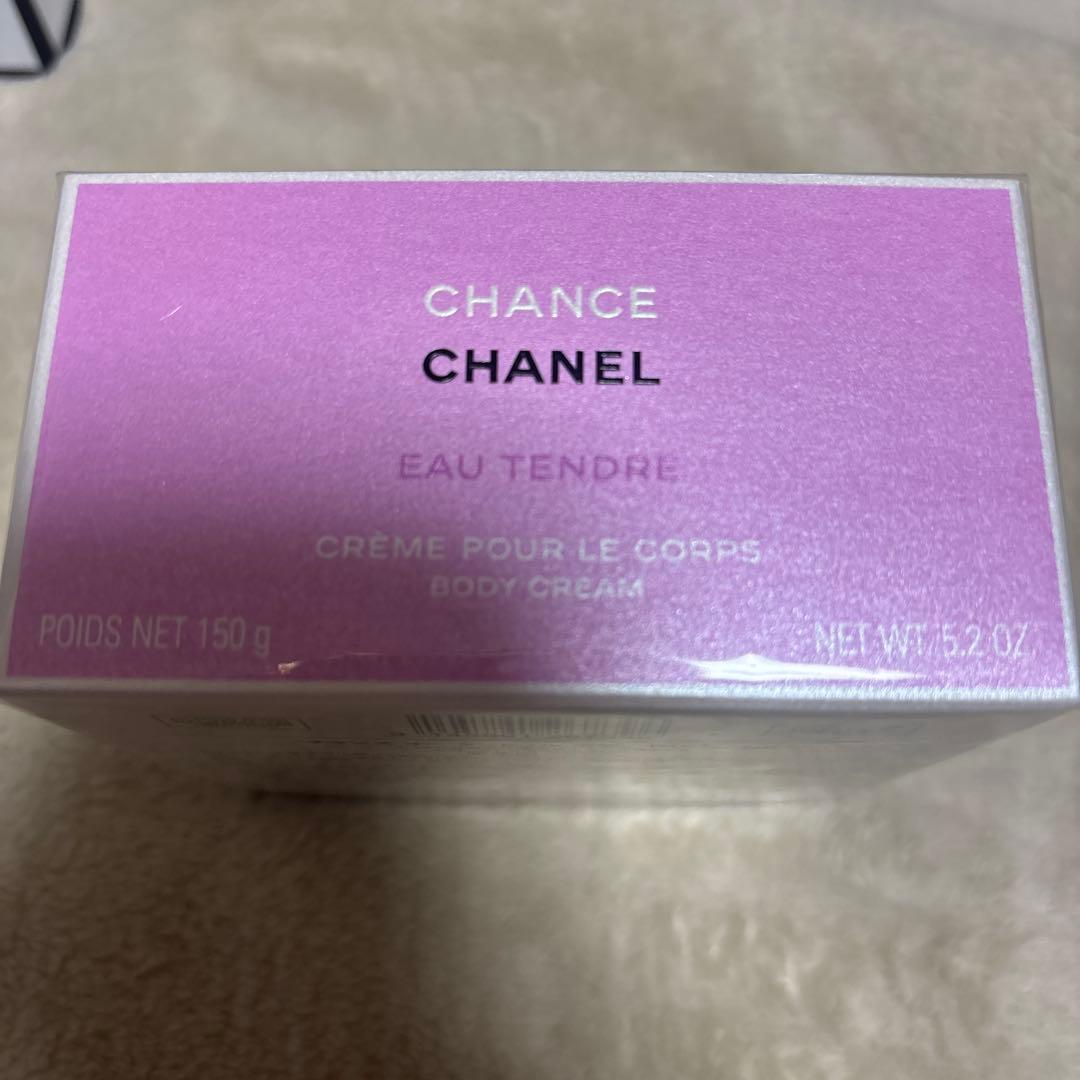 CHANCE
CHANEL
EAU TENDRE
CRÈME POUR LE CORPS
BODY CREAM
POIDS NET 150 g
NET WT 5.2 OZ